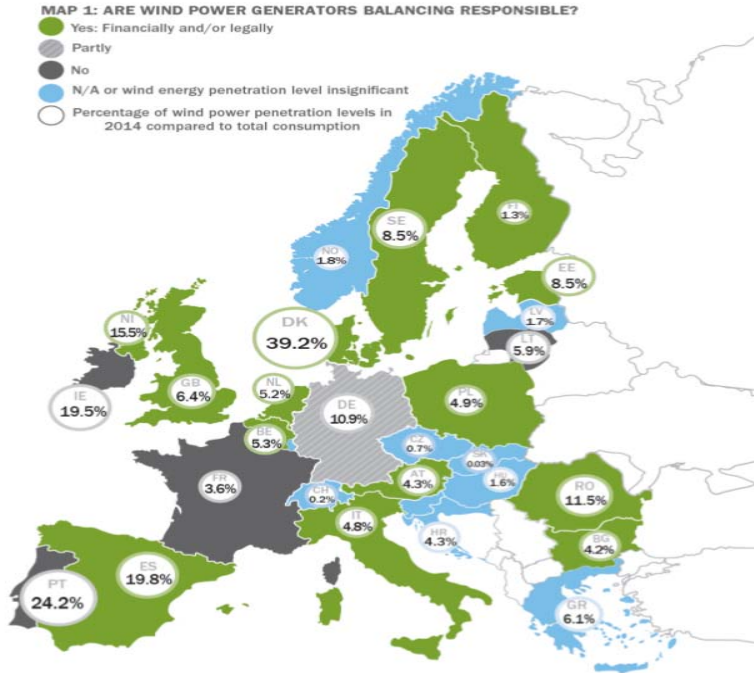 MAP 1: ARE WIND POWER GENERATORS BALANCING RESPONSIBLE?
Yes: Financially and/or legally
Partly
No
N/A or wind energy penetration level insignificant
Percentage of wind power penetration levels in
2014 compared to total consumption
SE
8.5%
FI
1.3%
NO
1.8%
EE
8.5%
LV
1.7%
LT
5.9%
NI
15.5%
DK
39.2%
IE
19.5%
GB
6.4%
NL
5.2%
BE
5.3%
DE
10.9%
PL
4.9%
CZ
0.7%
SK
0.03%
HU
1.6%
AT
4.3%
CH
0.2%
FR
3.6%
IT
4.8%
HR
4.3%
RO
11.5%
BG
4.2%
GR
6.1%
ES
19.8%
PT
24.2%